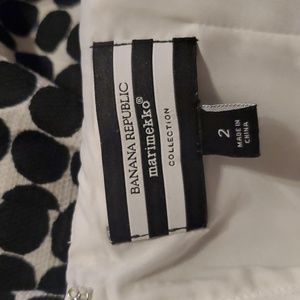 BANANA REPUBLIC
marimekko®
COLLECTION
2
MADE IN
CHINA